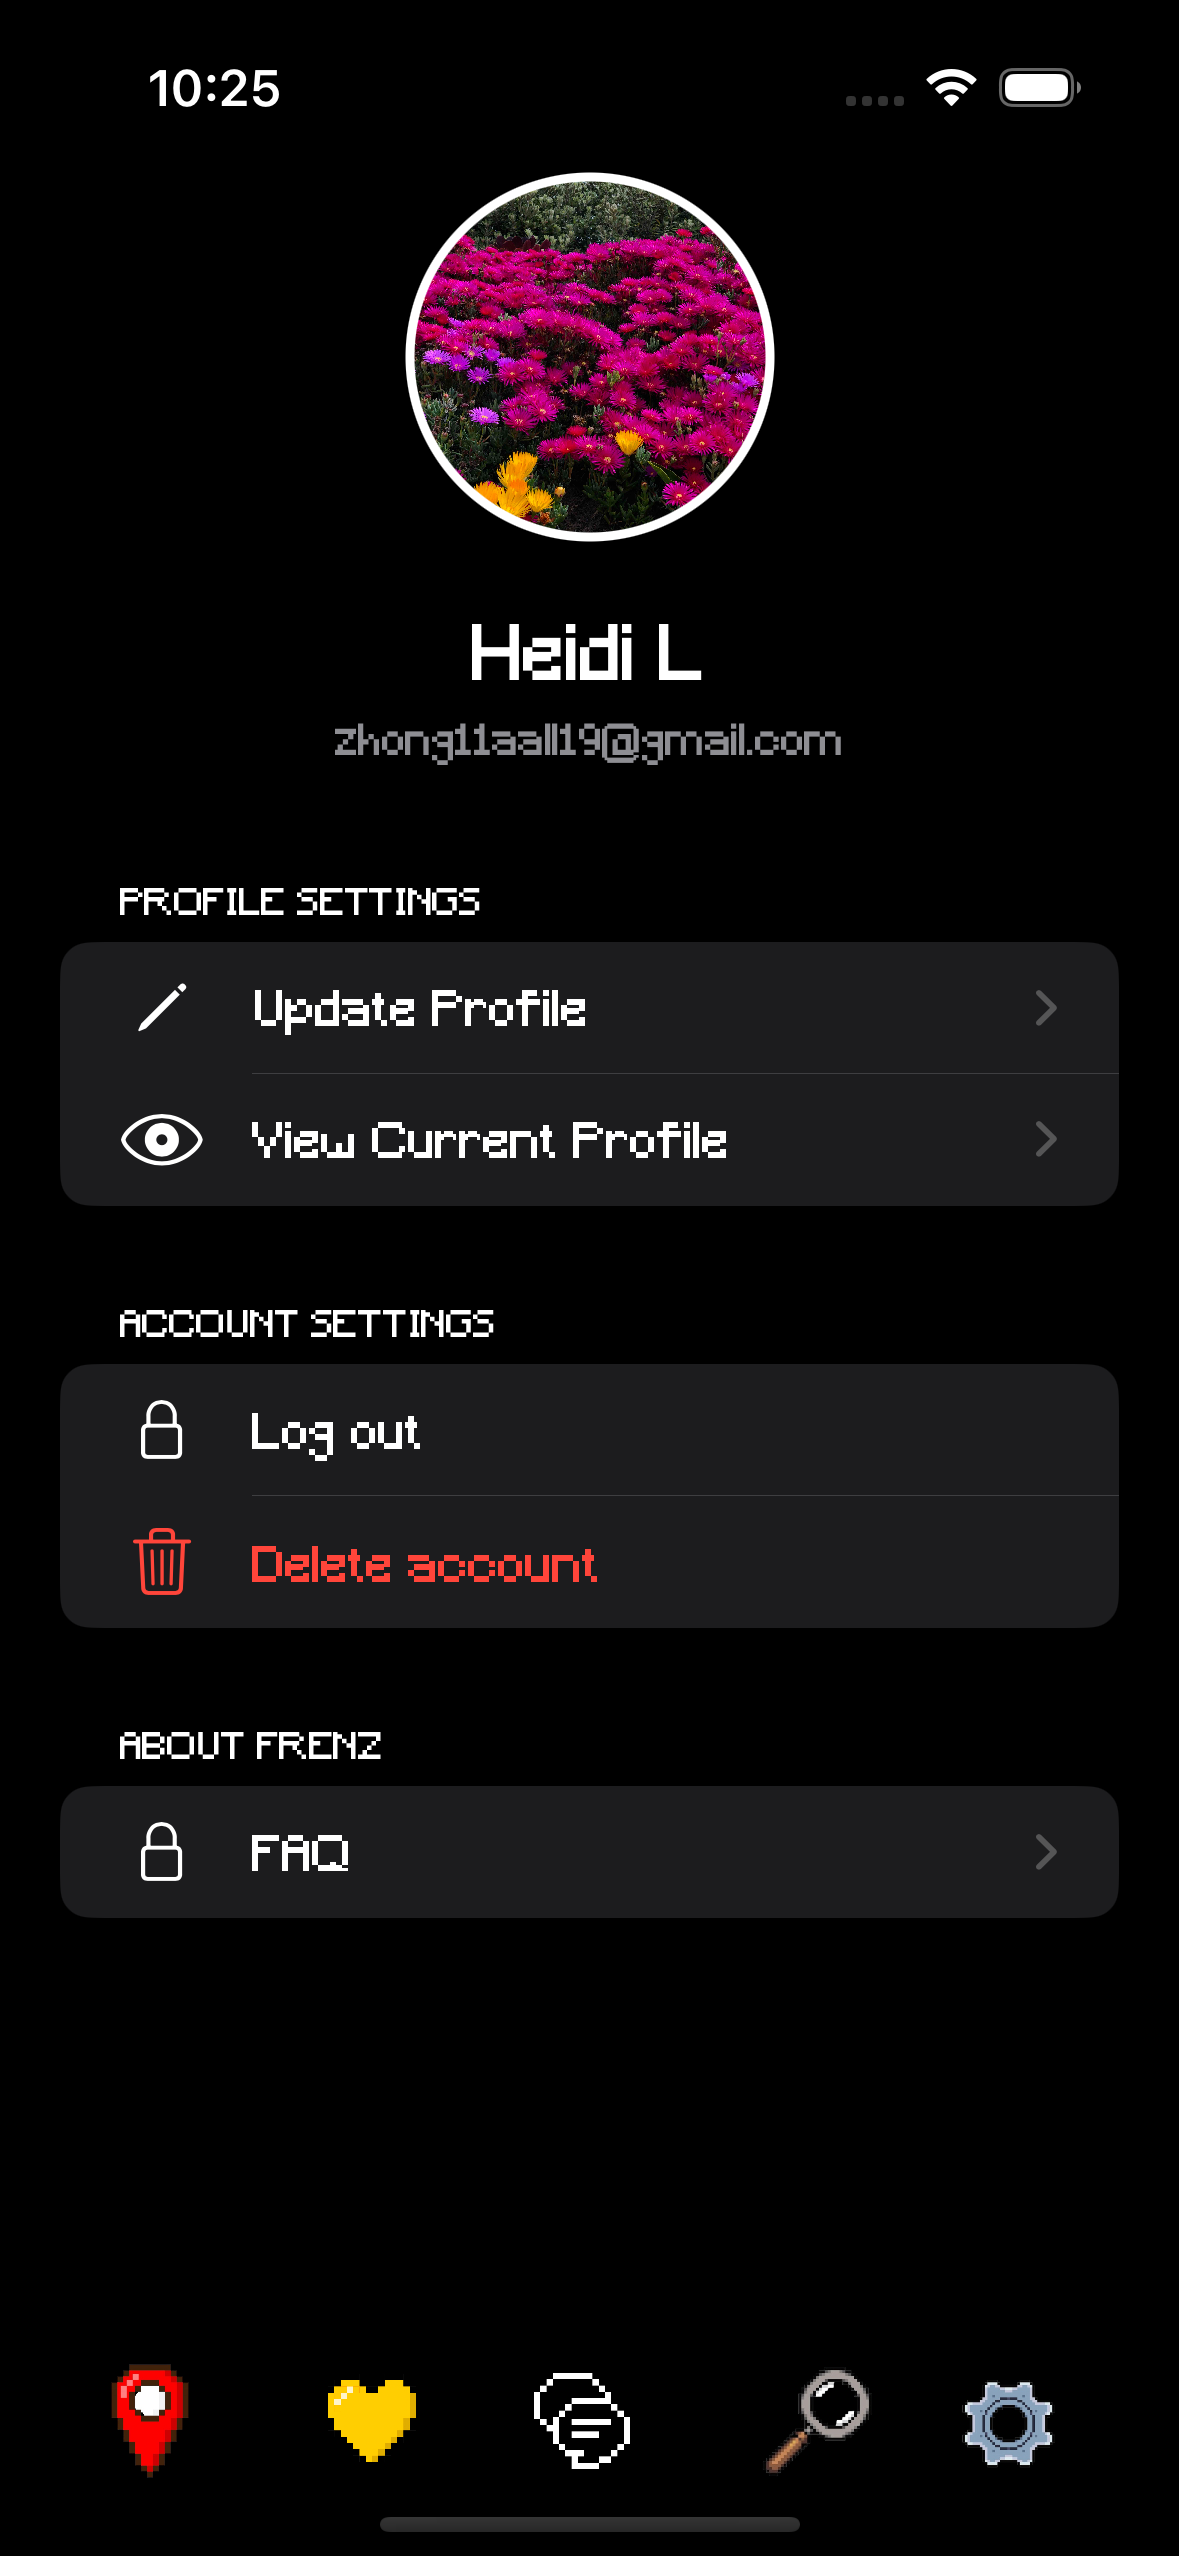 10:25
Heidi L
zhong11aall19@gmail.com
PROFILE SETTINGS
Update Profile
View Current Profile
ACCOUNT SETTINGS
Log out
Delete account
ABOUT FRENZ
FAQ